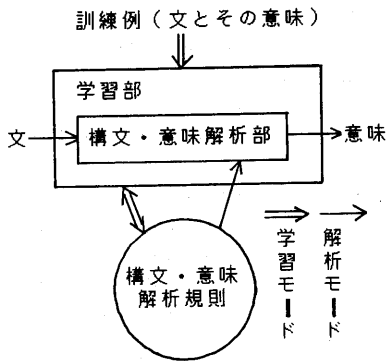 訓練例（文とその意味）
学習部
文
構文・意味解析部
意味
構文・意味
解析規則
学習モード
解析モード